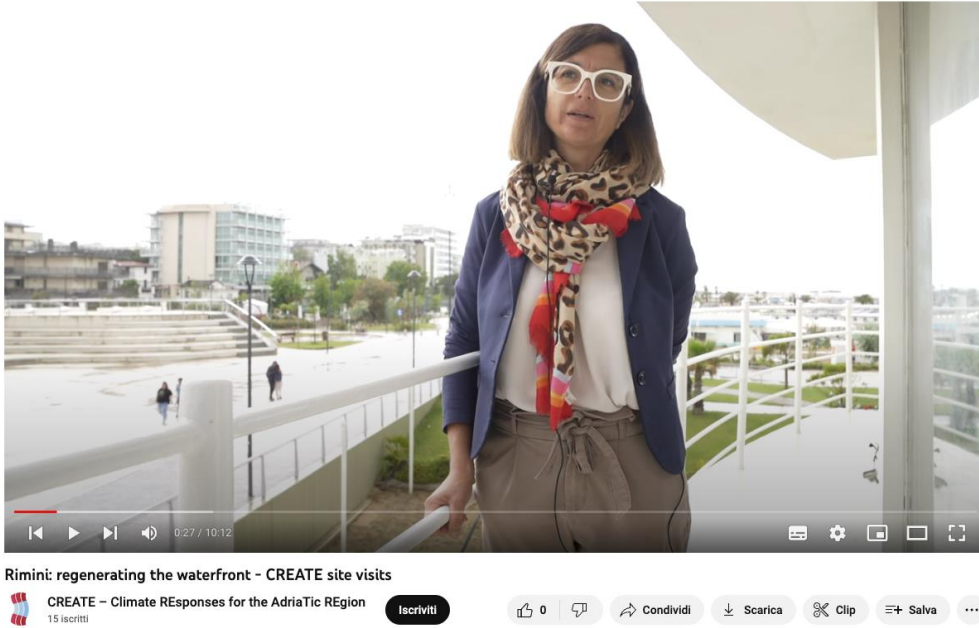 0:27 / 10:12
Rimini: regenerating the waterfront - CREATE site visits
CREATE – Climate REsponses for the AdriaTic REgion
15 iscritti
Iscriviti
0
Condividi
Scarica
Clip
Salva